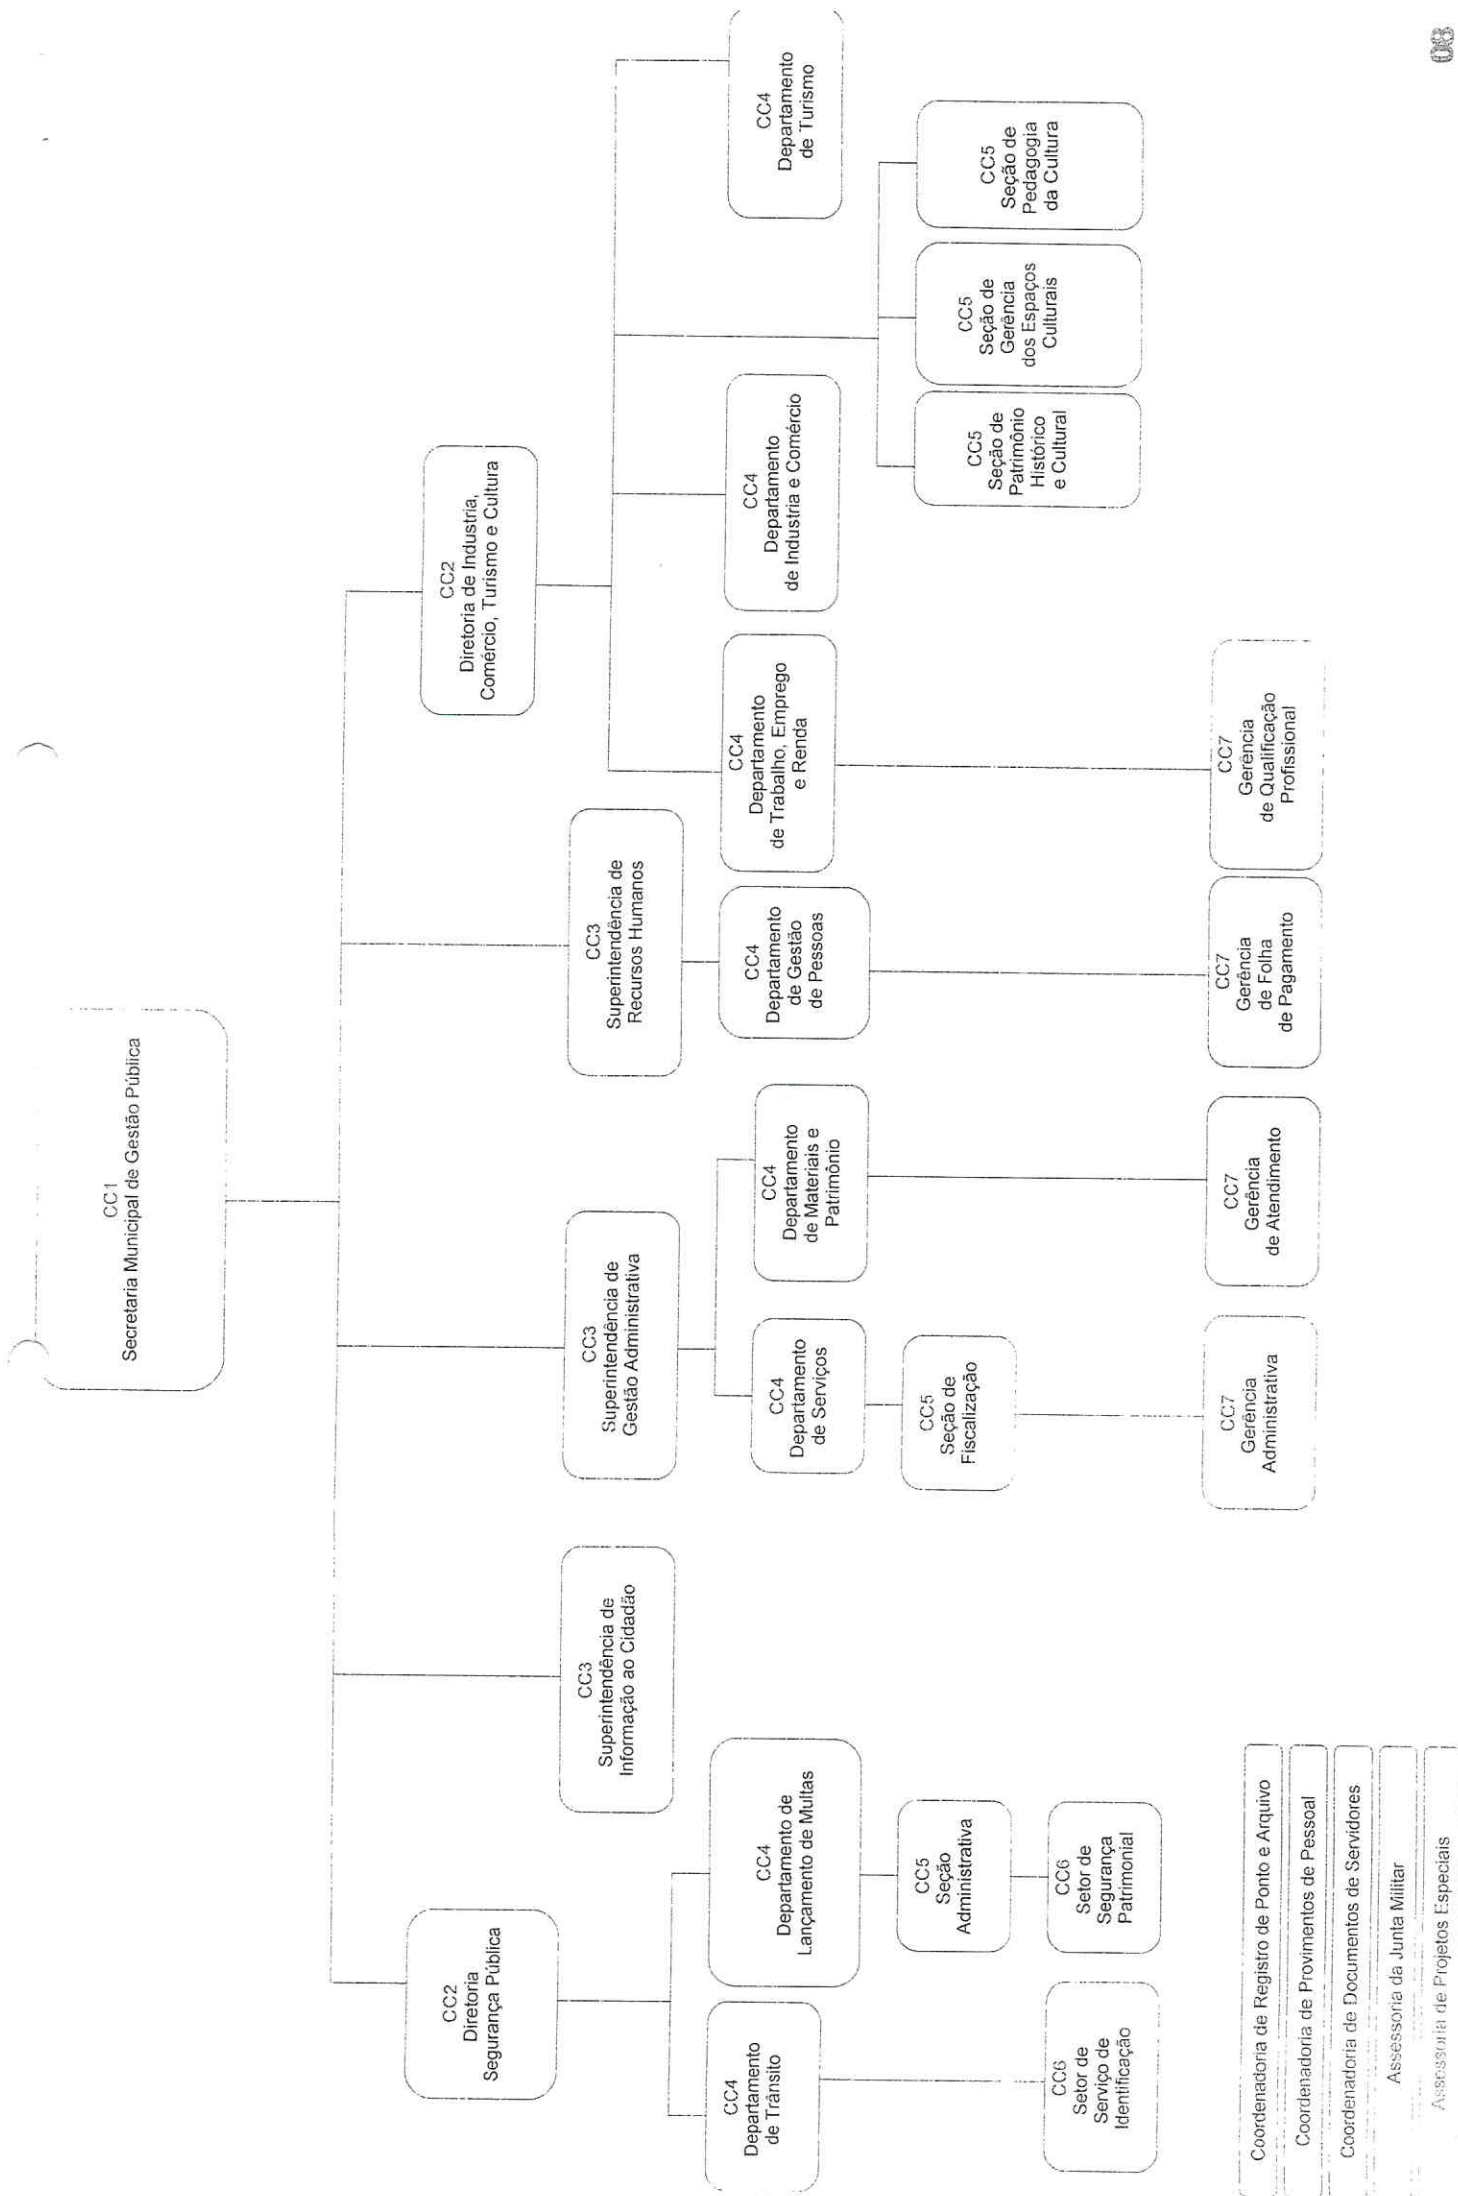 CC1
Secretaria Municipal de Gestão Pública
CC2
Diretoria
Segurança Pública
CC2
Diretoria de Industria,
Comércio, Turismo e Cultura
CC3
Superintendência de
Informação ao Cidadão
CC3
Superintendência de
Gestão Administrativa
CC3
Superintendência de
Recursos Humanos
CC4
Departamento
de Trânsito
CC4
Departamento de
Lançamento de Multas
CC4
Departamento
de Serviços
CC4
Departamento
de Materiais e
Patrimônio
CC4
Departamento
de Gestão
de Pessoas
CC4
Departamento
de Trabalho, Emprego
e Renda
CC4
Departamento
de Industria e Comércio
CC4
Departamento
de Turismo
CC5
Seção
Administrativa
CC5
Seção de
Fiscalização
CC5
Seção de
Patrimônio
Histórico
e Cultural
CC5
Seção de
Gerência
dos Espaços
Culturais
CC5
Seção de
Pedagogia
da Cultura
CC6
Setor de
Serviço de
Identificação
CC6
Setor de
Segurança
Patrimonial
CC7
Gerência
Administrativa
CC7
Gerência
de Atendimento
CC7
Gerência
de Folha
de Pagamento
CC7
Gerência
de Qualificação
Profissional
Coordenadoria de Registro de Ponto e Arquivo
Coordenadoria de Provimentos de Pessoal
Coordenadoria de Documentos de Servidores
Assessoria da Junta Militar
Assessoria de Projetos Especiais
08